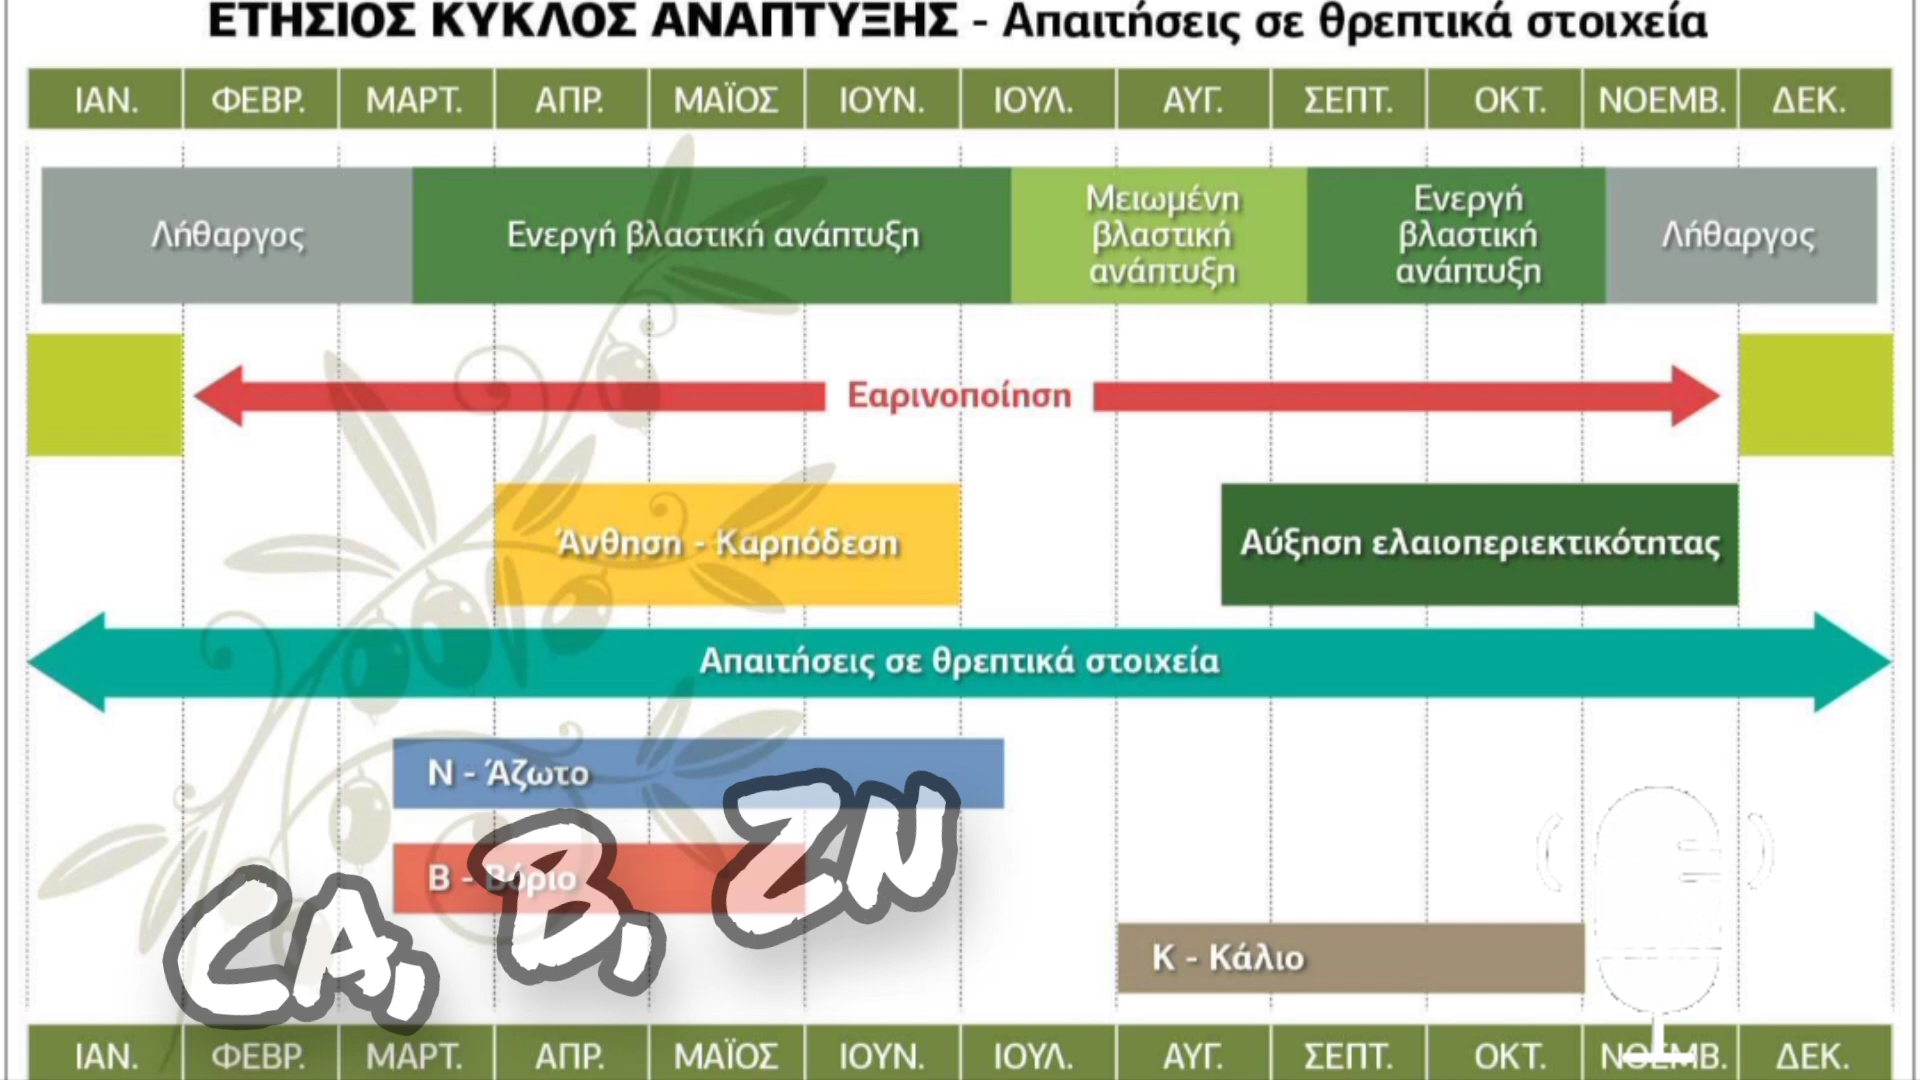 ΕΤΗΣΙΟΣ ΚΥΚΛΟΣ ΑΝΑΠΤΥΞΗΣ - Απαιτήσεις σε θρεπτικά στοιχεία
ΙΑΝ. ΦΕΒΡ. ΜΑΡΤ. ΑΠΡ. ΜΑΪΟΣ ΙΟΥΝ. ΙΟΥΛ. ΑΥΓ. ΣΕΠΤ. ΟΚΤ. ΝΟΕΜΒ. ΔΕΚ.
Λήθαργος
Ενεργή βλαστική ανάπτυξη
Μειωμένη
βλαστική
ανάπτυξη
Ενεργή
βλαστική
ανάπτυξη
Λήθαργος
Εαρινοποίηση
Άνθηση - Καρπόδεση
Αύξηση ελαιοπεριεκτικότητας
Απαιτήσεις σε θρεπτικά στοιχεία
Ν - Άζωτο
Β - Βόριο
CA, B, ZN
Κ - Κάλιο
ΙΑΝ. ΦΕΒΡ. ΜΑΡΤ. ΑΠΡ. ΜΑΪΟΣ ΙΟΥΝ. ΙΟΥΛ. ΑΥΓ. ΣΕΠΤ. ΟΚΤ. ΝΟΕΜΒ. ΔΕΚ.